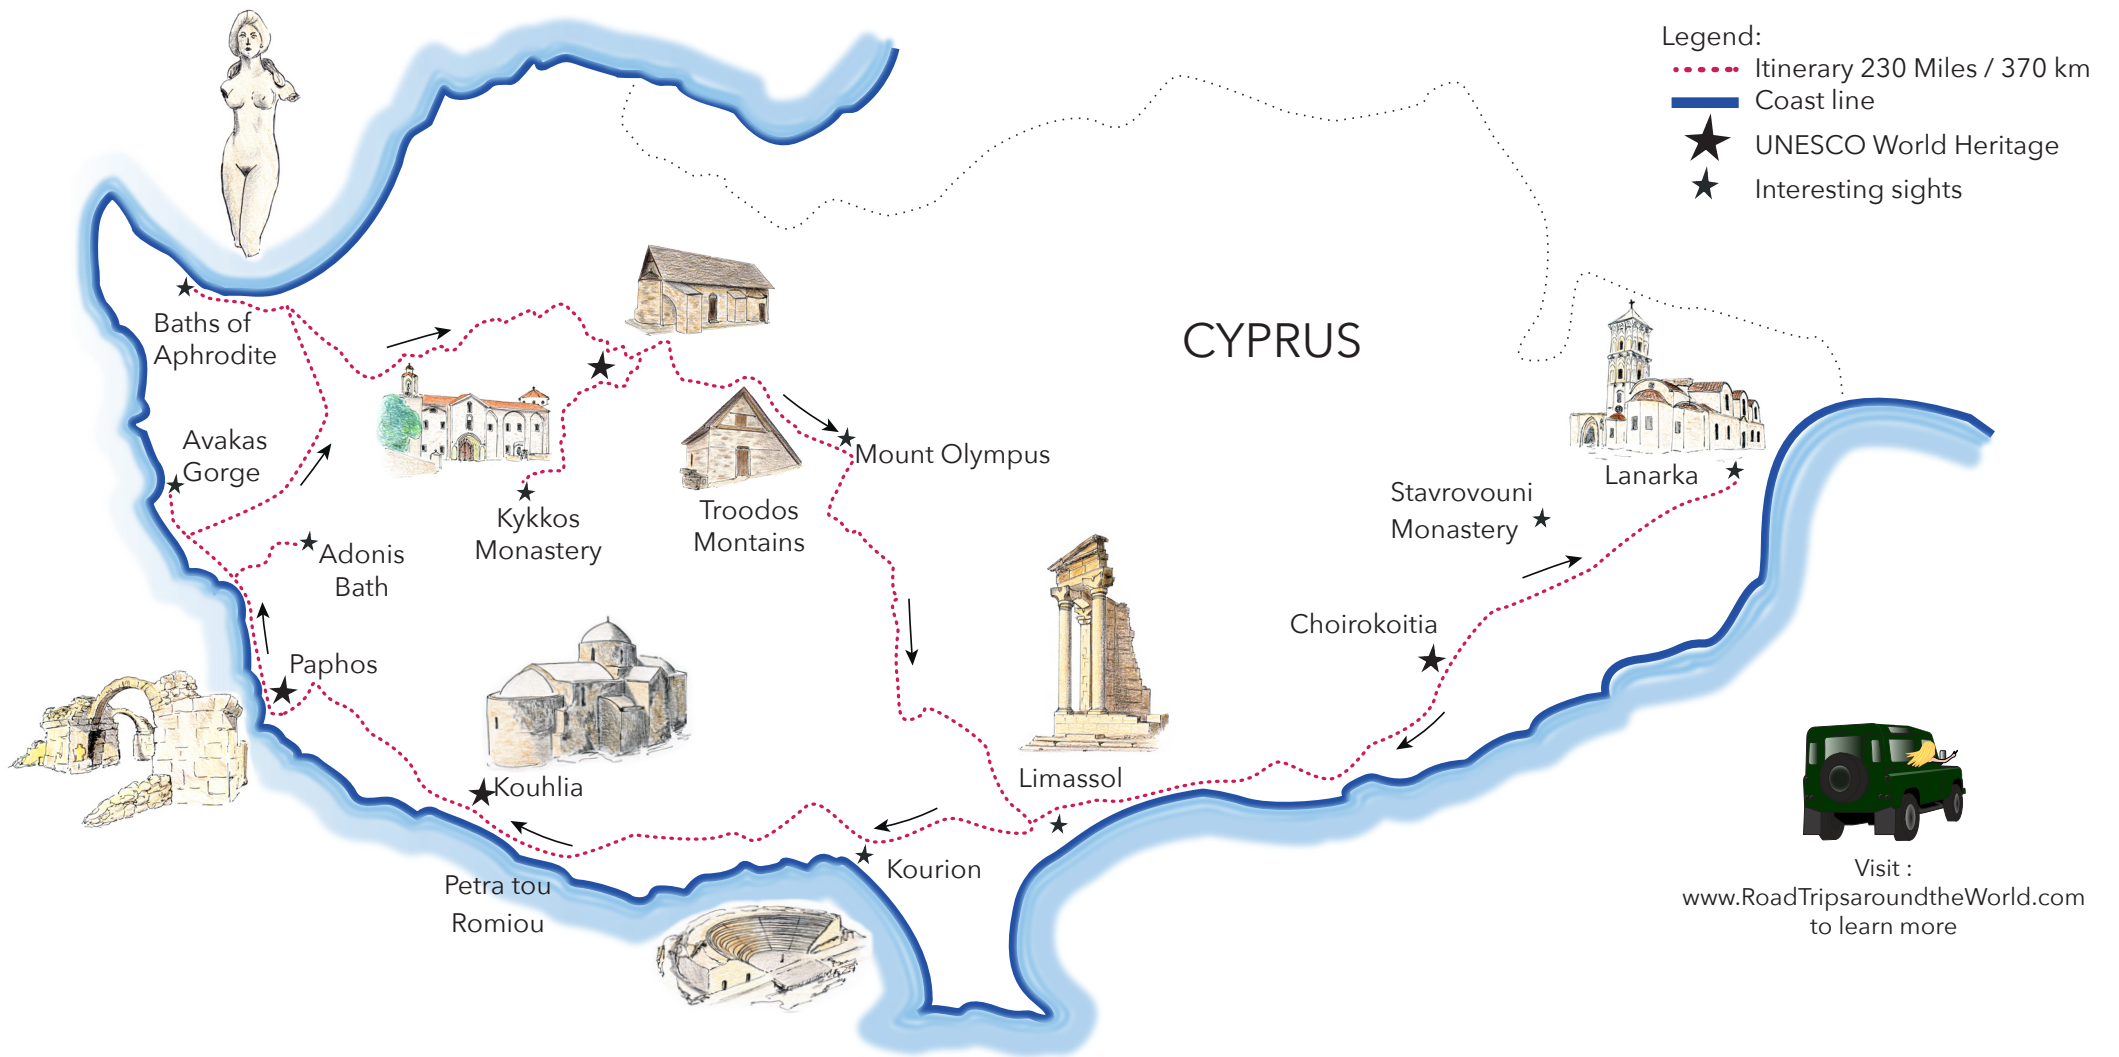 Legend:
Itinerary 230 Miles / 370 km
Coast line
UNESCO World Heritage
Interesting sights
CYPRUS
Baths of
Aphrodite
Avakas
Gorge
Adonis
Bath
Kykkos
Monastery
Troodos
Montains
Mount Olympus
Lanarka
Stavrovouni
Monastery
Choirokoitia
Paphos
Kouhlia
Limassol
Kourion
Petra tou
Romiou
Visit :
www.RoadTripsaroundtheWorld.com
to learn more